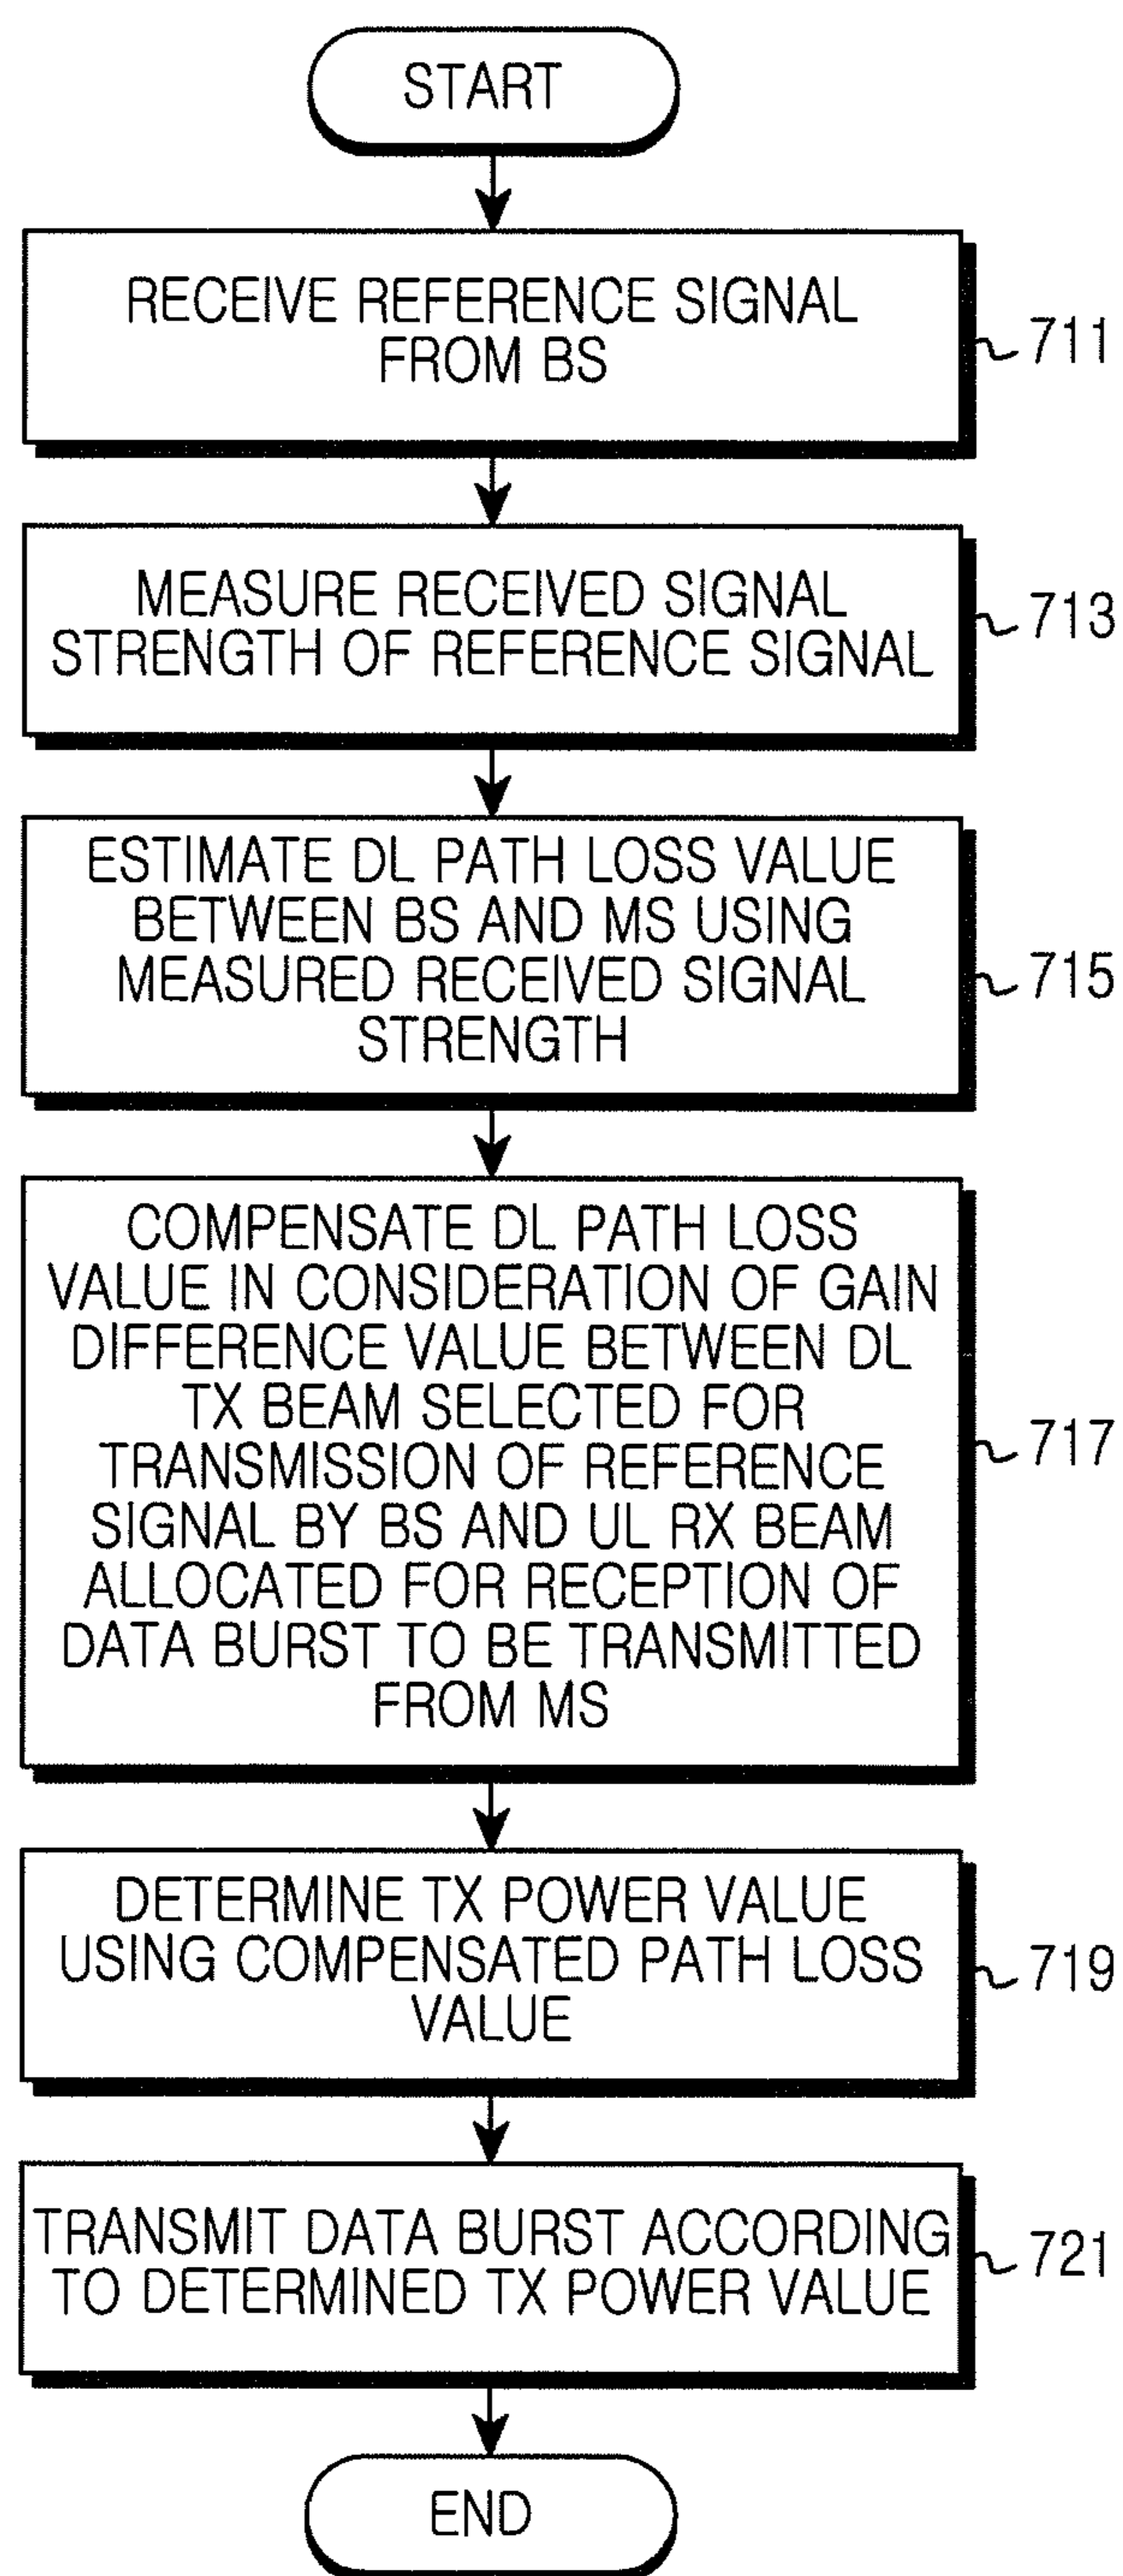 START
RECEIVE REFERENCE SIGNAL
FROM BS
711
MEASURE RECEIVED SIGNAL
STRENGTH OF REFERENCE SIGNAL
713
ESTIMATE DL PATH LOSS VALUE
BETWEEN BS AND MS USING
MEASURED RECEIVED SIGNAL
STRENGTH
715
COMPENSATE DL PATH LOSS
VALUE IN CONSIDERATION OF GAIN
DIFFERENCE VALUE BETWEEN DL
TX BEAM SELECTED FOR
TRANSMISSION OF REFERENCE
SIGNAL BY BS AND UL RX BEAM
ALLOCATED FOR RECEPTION OF
DATA BURST TO BE TRANSMITTED
FROM MS
717
DETERMINE TX POWER VALUE
USING COMPENSATED PATH LOSS
VALUE
719
TRANSMIT DATA BURST ACCORDING
TO DETERMINED TX POWER VALUE
721
END